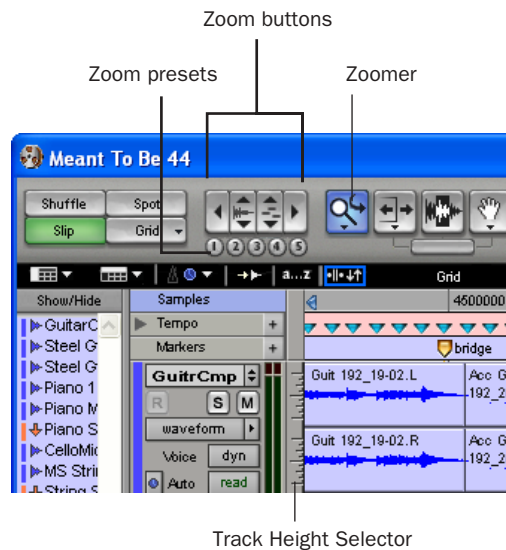 Zoom buttons
Zoom presets
Zoomer
Meant To Be 44
Shuffle
Spot
Slip
Grid
1 2 3 4 5
a...z
Grid
Show/Hide
Samples
4500000
GuitarC
Tempo
+
Steel G
Markers
+
bridge
Steel G
Piano 1
GuitrCmp
Guit 192_19-02.L
Acc G
-192_2
Piano M
R
S
M
Piano S
waveform
CelloMic
Voice
dyn
Guit 192_19-02.R
Acc G
-192_2
MS Stri
Auto
read
String S
Track Height Selector